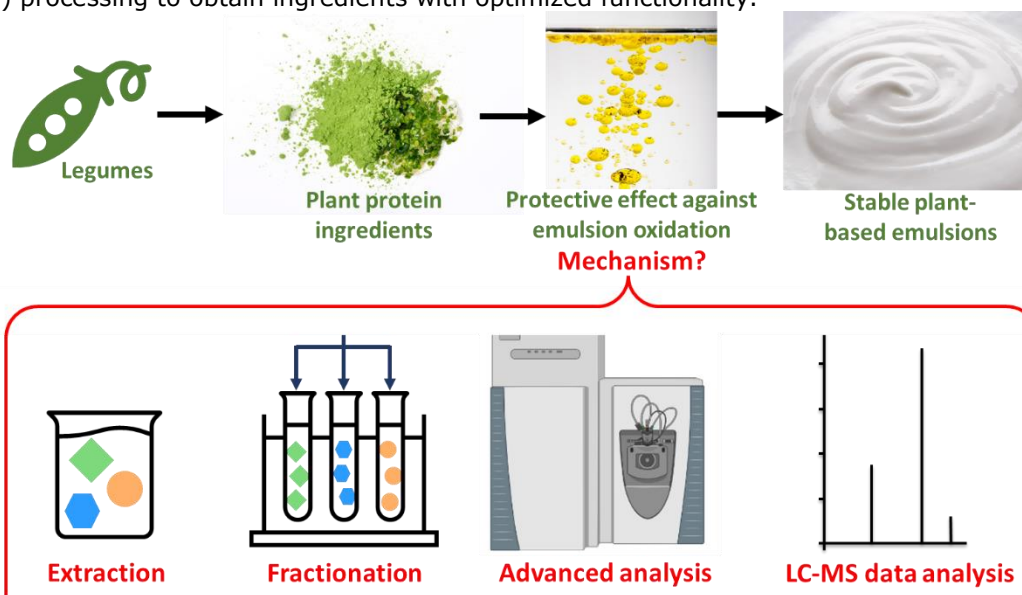 ) processing to obtain ingredients with optimized functionality.
Legumes
Plant protein
ingredients
Protective effect against
emulsion oxidation
Mechanism?
Stable plant-
based emulsions
Extraction
Fractionation
Advanced analysis
LC-MS data analysis